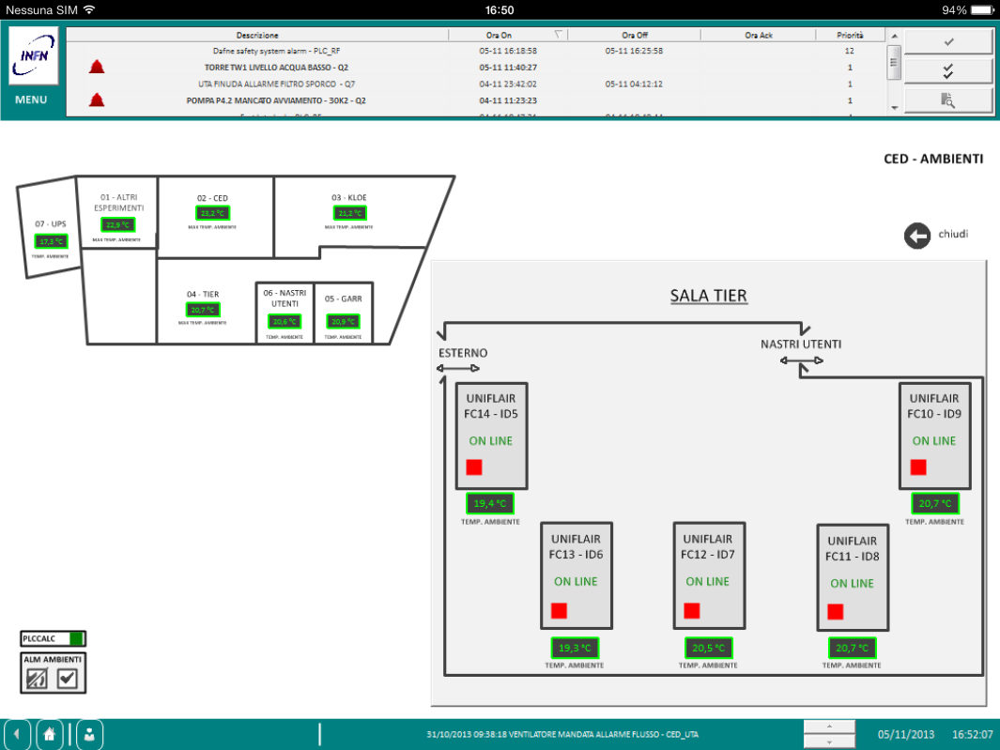 Nessuna SIM
16:50
94%
INFN
MENU
Descrizione Ora On Ora Off Ora Ack Priorità
Dafne safety system alarm - PLC_RF 05-11 16:18:58 05-11 16:25:58 12
TORRE TW1 LIVELLO ACQUA BASSO - Q2 05-11 11:40:27 1
UTA FINUDA ALLARME FILTRO SPORCO - Q7 04-11 23:42:02 05-11 04:12:12 1
POMPA P4.2 MANCATO AVVIAMENTO - 30K2 - Q2 04-11 11:23:23 1
CED - AMBIENTI
chiudi
07 - UPS
17,3 °C
TEMP. AMBIENTE
01 - ALTRI
ESPERIMENTI
22,9 °C
MAX TEMP. AMBIENTE
02 - CED
23,2 °C
MAX TEMP. AMBIENTE
03 - KLOE
21,2 °C
MAX TEMP. AMBIENTE
04 - TIER
20,7 °C
MAX TEMP. AMBIENTE
06 - NASTRI
UTENTI
20,6 °C
TEMP. AMBIENTE
05 - GARR
20,9 °C
TEMP. AMBIENTE
SALA TIER
ESTERNO
NASTRI UTENTI
UNIFLAIR
FC14 - ID5
ON LINE
19,4 °C
TEMP. AMBIENTE
UNIFLAIR
FC10 - ID9
ON LINE
20,7 °C
TEMP. AMBIENTE
UNIFLAIR
FC13 - ID6
ON LINE
19,3 °C
TEMP. AMBIENTE
UNIFLAIR
FC12 - ID7
ON LINE
20,5 °C
TEMP. AMBIENTE
UNIFLAIR
FC11 - ID8
ON LINE
20,7 °C
TEMP. AMBIENTE
PLCCALC
ALM AMBIENTI
31/10/2013 09:38:18 VENTILATORE MANDATA ALLARME FLUSSO - CED_UTA
05/11/2013 16:52:07